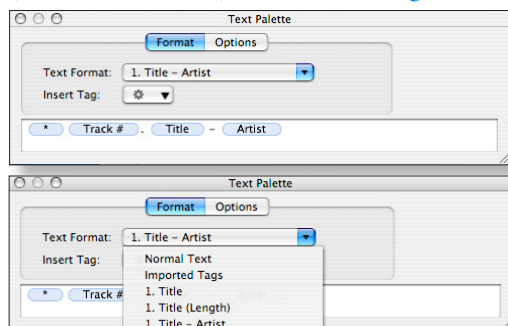 Text Palette
Format Options
Text Format: 1. Title – Artist
Insert Tag:
* Track # . Title – Artist
Text Palette
Format Options
Text Format: 1. Title – Artist
Insert Tag: Normal Text
Imported Tags
* Track # 1. Title Artist
1. Title (Length)
1. Title – Artist